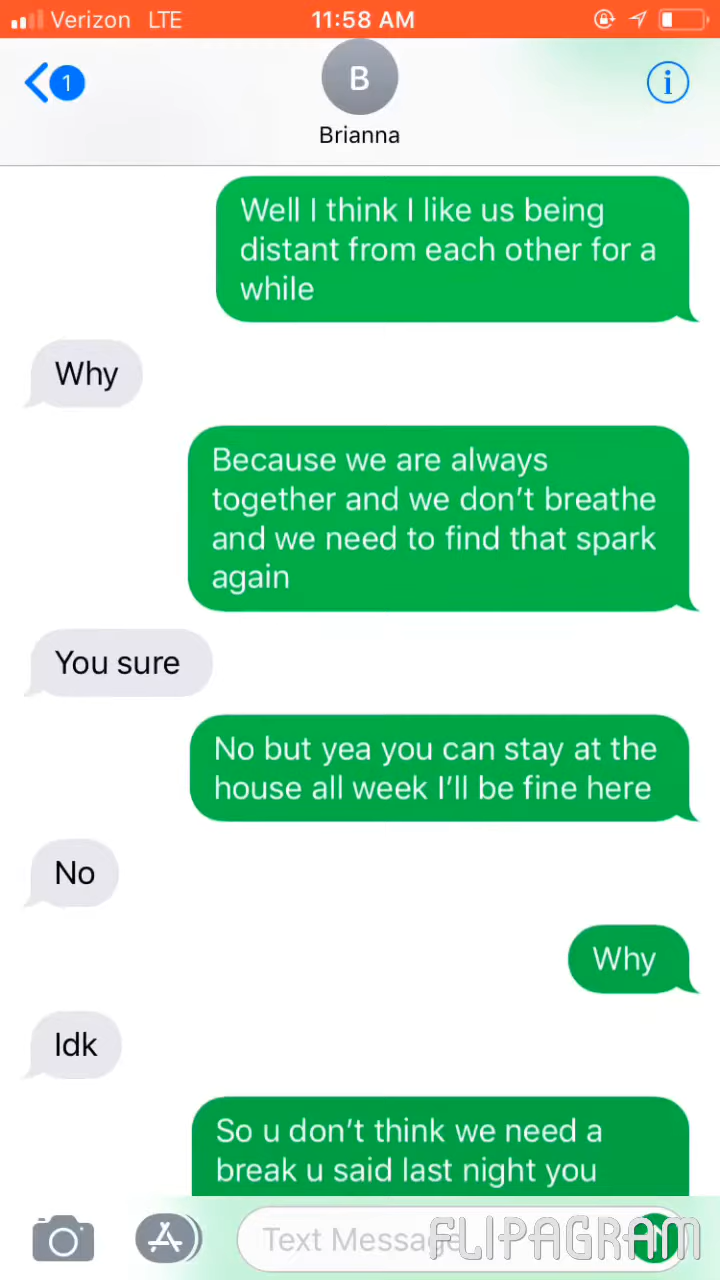 Verizon LTE 11:58 AM
1
B
Brianna
Well I think I like us being
distant from each other for a
while
Why
Because we are always
together and we don't breathe
and we need to find that spark
again
You sure
No but yea you can stay at the
house all week I'll be fine here
No
Why
Idk
So u don't think we need a
break u said last night you
Text Message
FLIPAGRAM